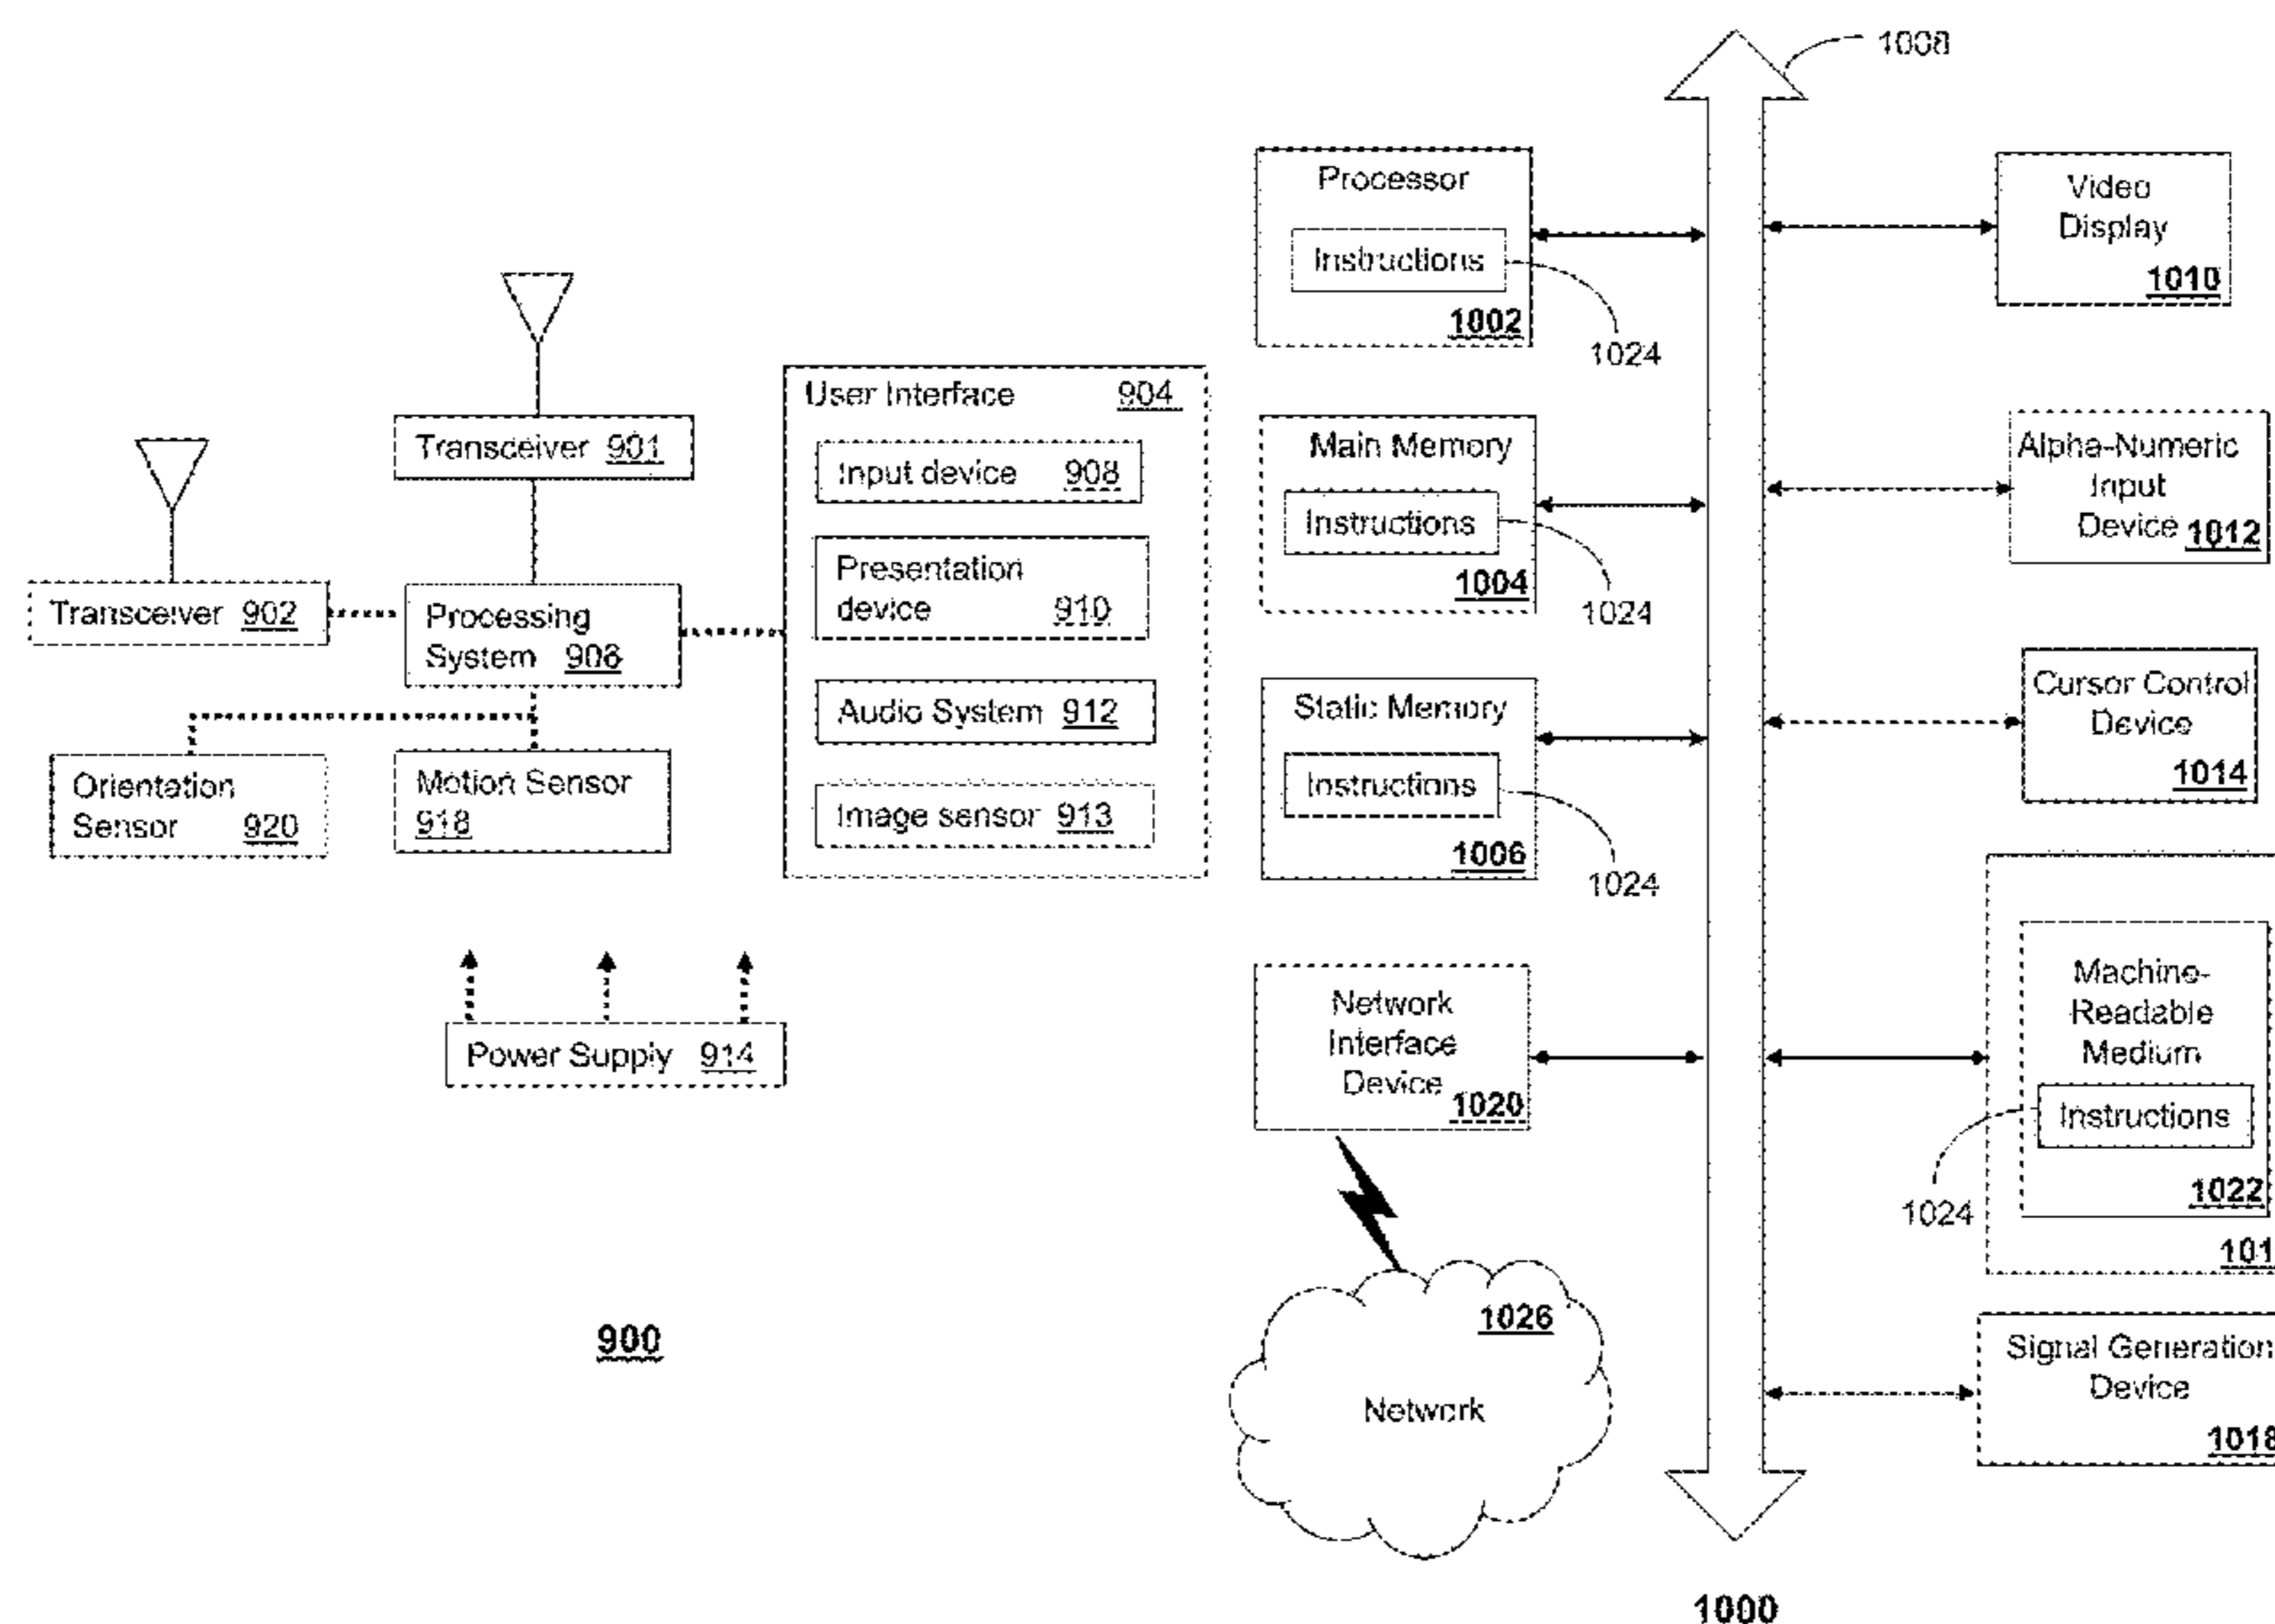 Transceiver 901
Transceiver 902
Processing
System 906
Orientation
Sensor 920
Motion Sensor
918
User Interface 904
Input device 908
Presentation
device 910
Audio System 912
Image sensor 913
Power Supply 914
900
1008
Processor
Instructions
1002
1024
Main Memory
Instructions
1004
1024
Static Memory
Instructions
1006
1024
Network
Interface
Device
1020
1026
Network
Video
Display
1010
Alpha-Numeric
Input
Device 1012
Cursor Control
Device
1014
Machine-
Readable
Medium
Instructions
1022
1024
101
Signal Generation
Device
1018
1000